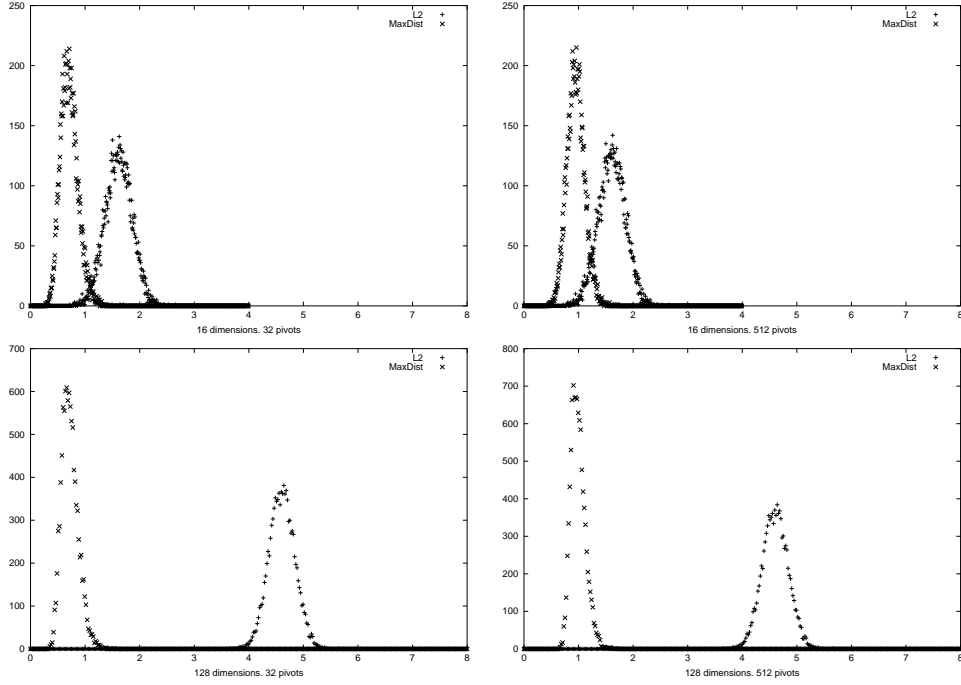 250
200
150
100
50
0
0 1 2 3 4 5 6 7 8
L2
MaxDist
16 dimensions. 32 pivots
250
200
150
100
50
0
0 1 2 3 4 5 6 7 8
L2
MaxDist
16 dimensions. 512 pivots
700
600
500
400
300
200
100
0
0 1 2 3 4 5 6 7 8
L2
MaxDist
128 dimensions. 32 pivots
800
700
600
500
400
300
200
100
0
0 1 2 3 4 5 6 7 8
L2
MaxDist
128 dimensions. 512 pivots